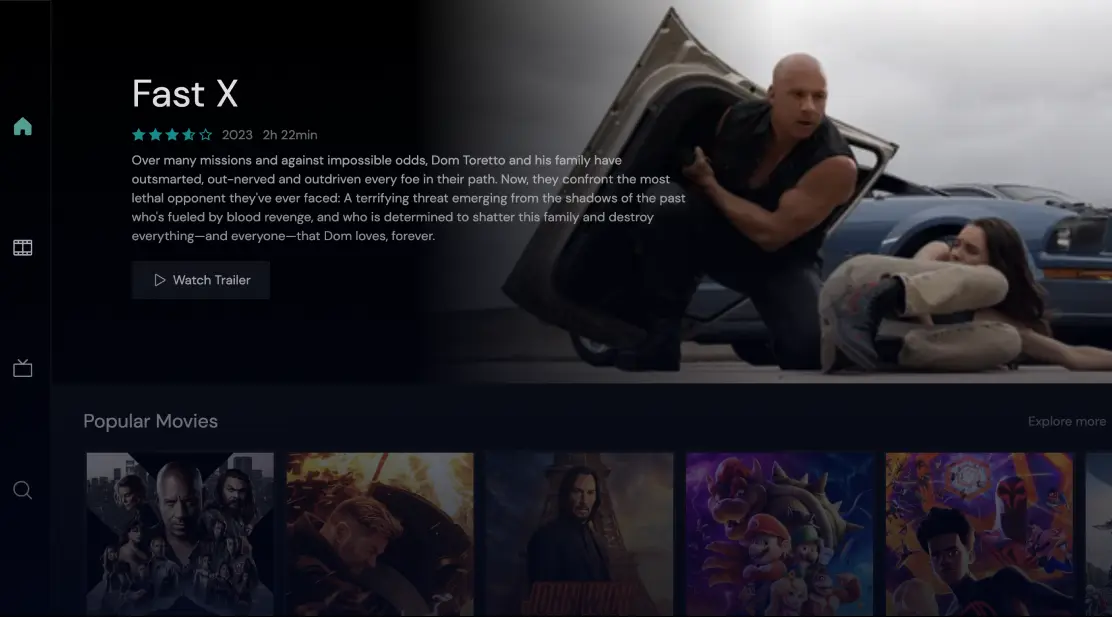 Fast X
2023 2h 22min
Over many missions and against impossible odds, Dom Toretto and his family have
outsmarted, out-nerved and outdriven every foe in their path. Now, they confront the most
lethal opponent they've ever faced: A terrifying threat emerging from the shadows of the past
who's fueled by blood revenge, and who is determined to shatter this family and destroy
everything—and everyone—that Dom loves, forever.
Watch Trailer
Popular Movies
Explore more